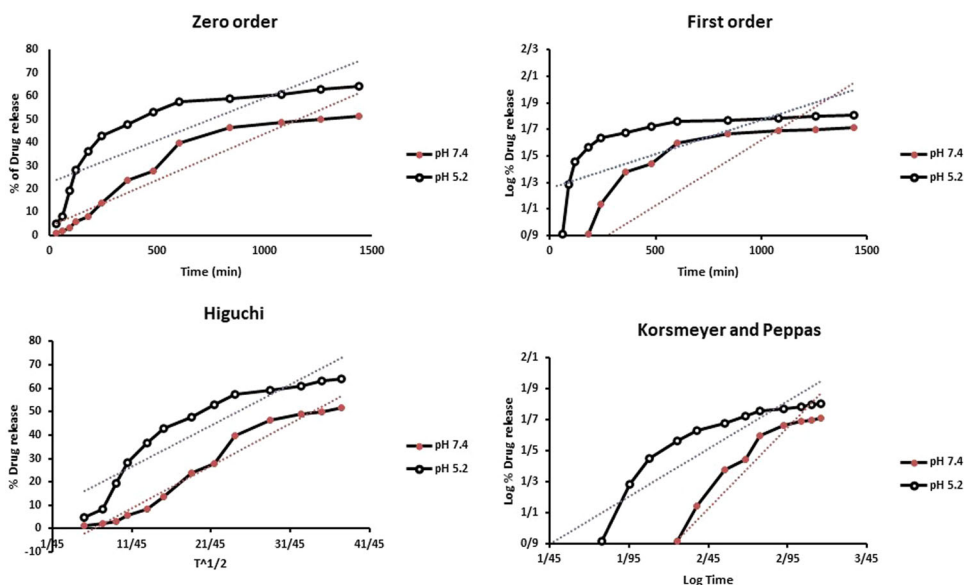 Zero order
80
70
60
50
40
30
20
10
0
% of Drug release
0
500
1000
1500
Time (min)
pH 7.4
pH 5.2
First order
2/3
2/1
1/9
1/7
1/5
1/3
1/1
0/9
Log % Drug release
0
500
1000
1500
Time (min)
pH 7.4
pH 5.2
Higuchi
80
70
60
50
40
30
20
10
0
-10
% Drug release
1/45
11/45
21/45
31/45
41/45
T^1/2
pH 7.4
pH 5.2
Korsmeyer and Peppas
2/1
1/9
1/7
1/5
1/3
1/1
0/9
Log % Drug release
1/45
1/95
2/45
2/95
3/45
Log Time
pH 7.4
pH 5.2